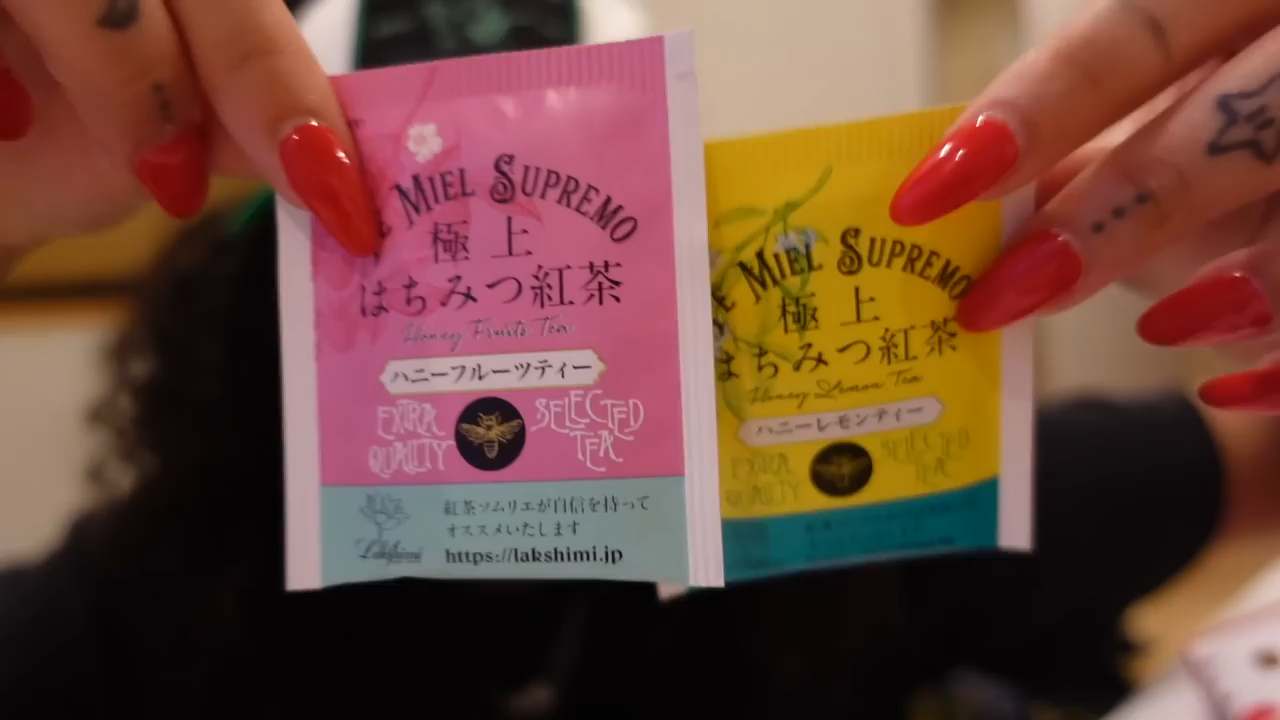 MIEL SUPREMO
極上
はちみつ紅茶
Honey Fruits Tea
ハニーフルーツティー
EXTRA
QUALITY
SELECTED
TEA
Lakshimi
紅茶ソムリエが自信を持って
オススメいたします
https://lakshimi.jp
MIEL SUPREMO
極上
はちみつ紅茶
Honey Lemon Tea
ハニーレモンティー
EXTRA
QUALITY
SELECTED
TEA